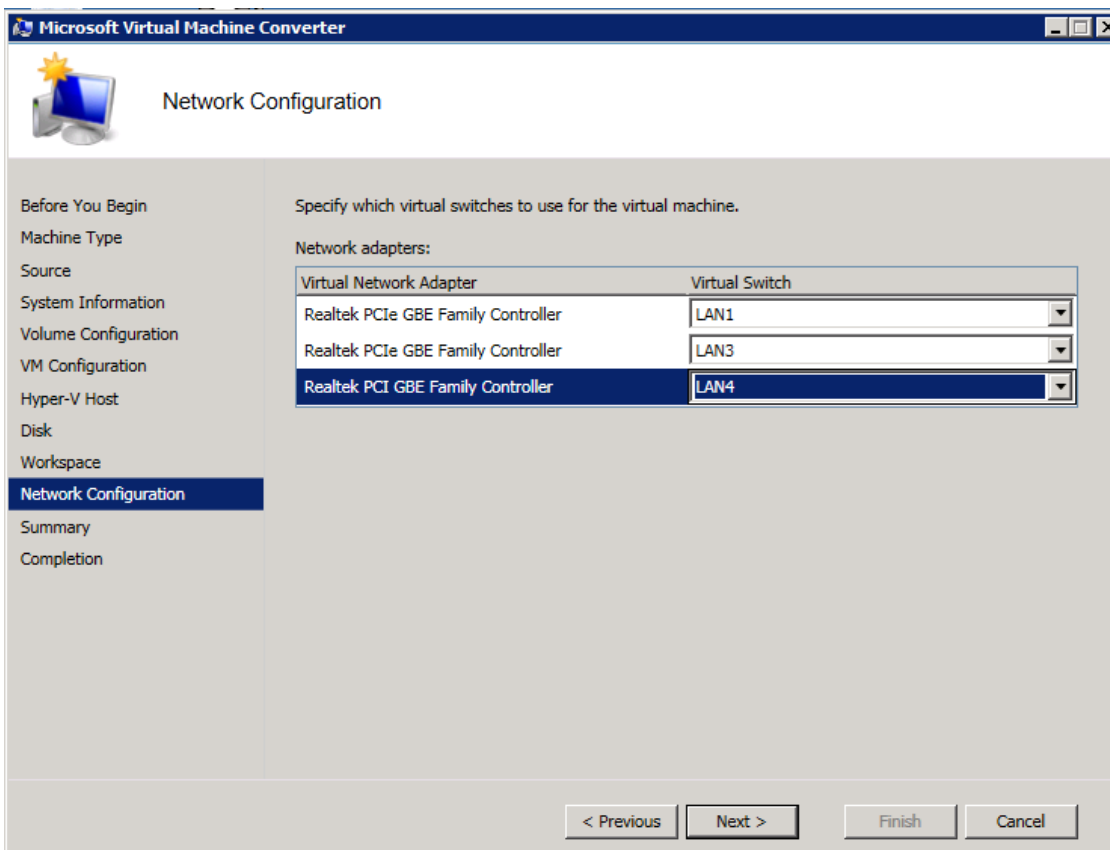 Microsoft Virtual Machine Converter
Network Configuration
Before You Begin
Machine Type
Source
System Information
Volume Configuration
VM Configuration
Hyper-V Host
Disk
Workspace
Network Configuration
Summary
Completion
Specify which virtual switches to use for the virtual machine.
Network adapters:
Virtual Network Adapter Virtual Switch
Realtek PCIe GBE Family Controller LAN1
Realtek PCIe GBE Family Controller LAN3
Realtek PCI GBE Family Controller LAN4
< Previous Next > Finish Cancel